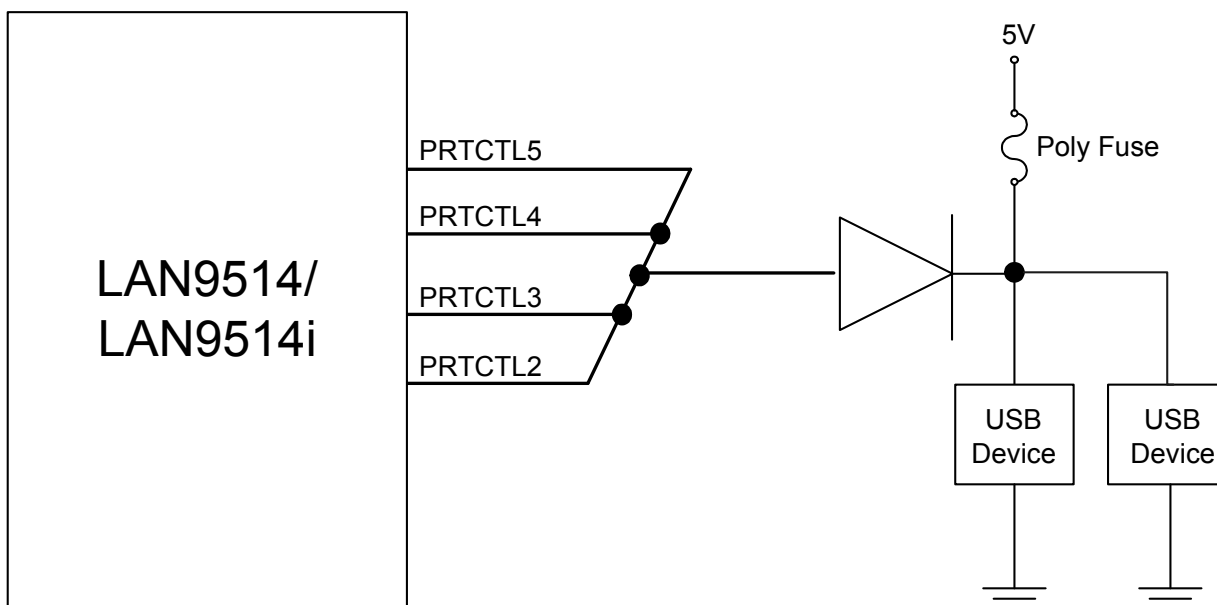 5V
Poly Fuse
PRTCTL5
PRTCTL4
PRTCTL3
PRTCTL2
LAN9514/
LAN9514i
USB
Device
USB
Device